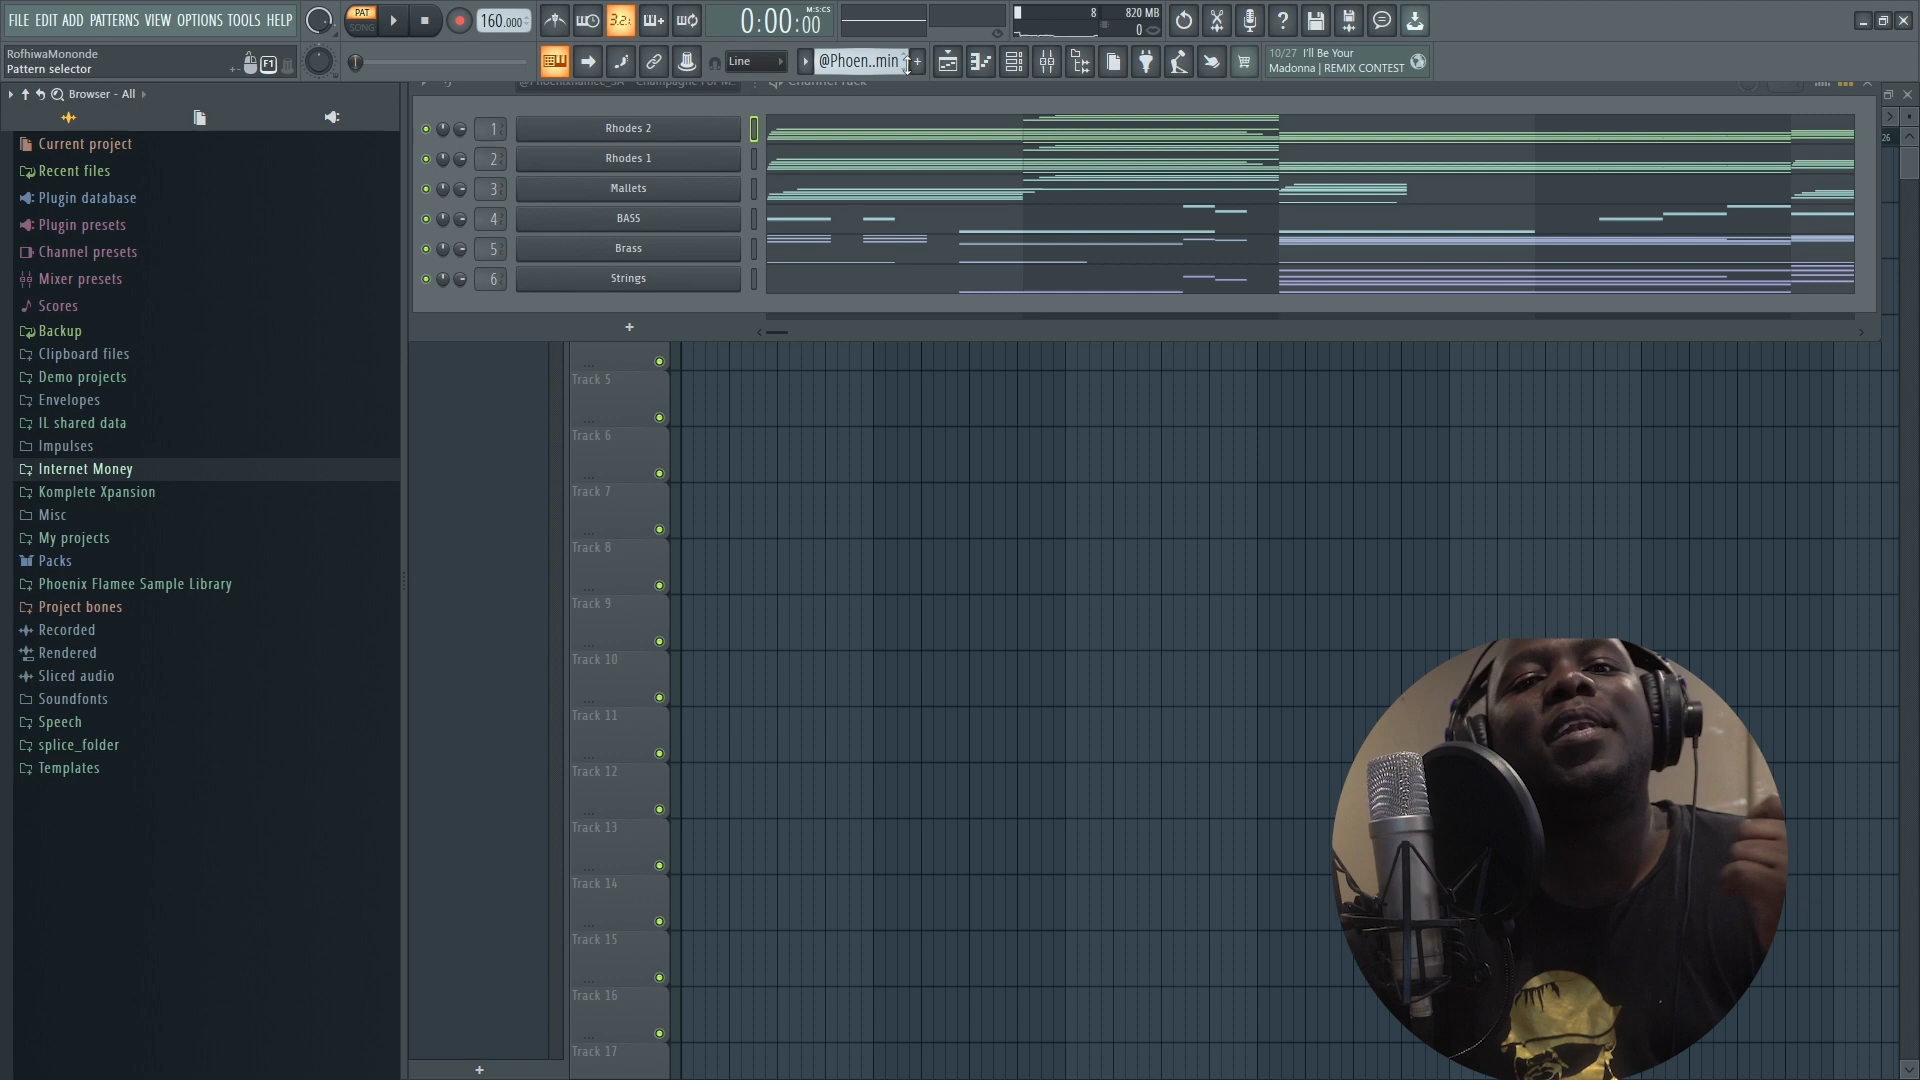 FILE EDIT ADD PATTERNS VIEW OPTIONS TOOLS HELP
PAT
SONG
160.000
3.2.
M:S:CS
0:00:00
8
820 MB
0
RofhiwaMononde
Pattern selector
F1
Line
@Phoen..min
+
10/27 I'll Be Your
Madonna | REMIX CONTEST
Browser - All
Current project
Recent files
Plugin database
Plugin presets
Channel presets
Mixer presets
Scores
Backup
Clipboard files
Demo projects
Envelopes
IL shared data
Impulses
Internet Money
Komplete Xpansion
Misc
My projects
Packs
Phoenix Flamee Sample Library
Project bones
Recorded
Rendered
Sliced audio
Soundfonts
Speech
splice_folder
Templates
1 Rhodes 2
2 Rhodes 1
3 Mallets
4 BASS
5 Brass
6 Strings
+
26
Track 5
Track 6
Track 7
Track 8
Track 9
Track 10
Track 11
Track 12
Track 13
Track 14
Track 15
Track 16
Track 17
+